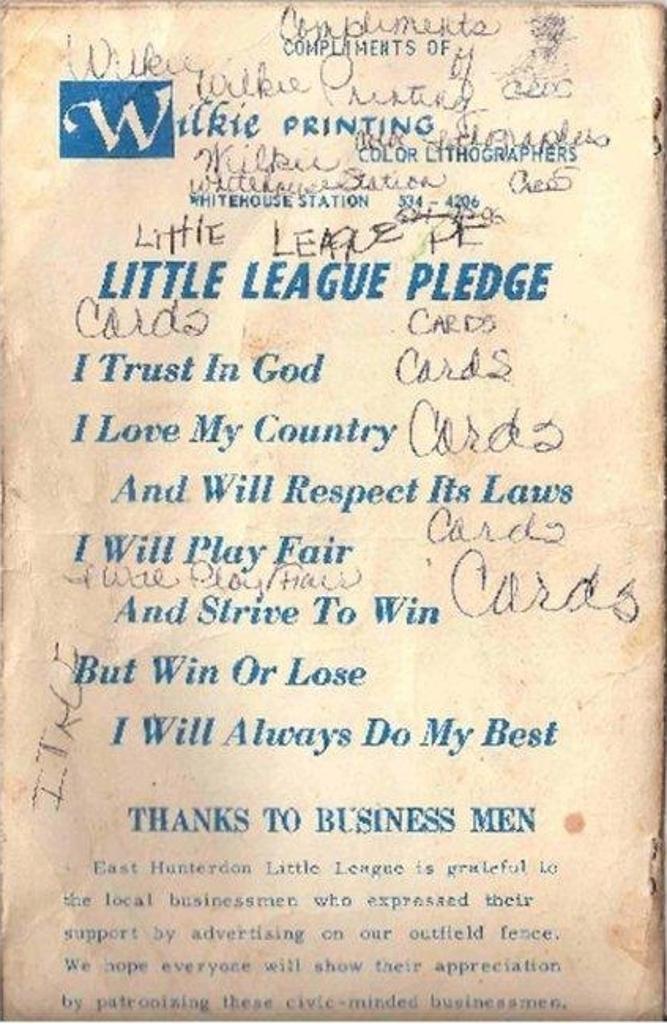 Compliments
COMPLIMENTS OF
Wilkie
Wilkie Printing
Wilkie PRINTING
COLOR LITHOGRAPHERS
Wilkie
Whitehouse Station
WHITEHOUSE STATION 534 - 4206
LITTLE LEAGUE PL
LITTLE LEAGUE PLEDGE
Cards CARDS
I Trust In God Cards
I Love My Country Cards
And Will Respect Its Laws
Cards
I Will Play Fair
I Will Play Fair Cards
And Strive To Win
But Win Or Lose
I Will Always Do My Best
THANKS TO BUSINESS MEN
East Hunterdon Little League is grateful to
the local businessmen who expressed their
support by advertising on our outfield fence.
We hope everyone will show their appreciation
by patronizing these civic-minded businessmen.